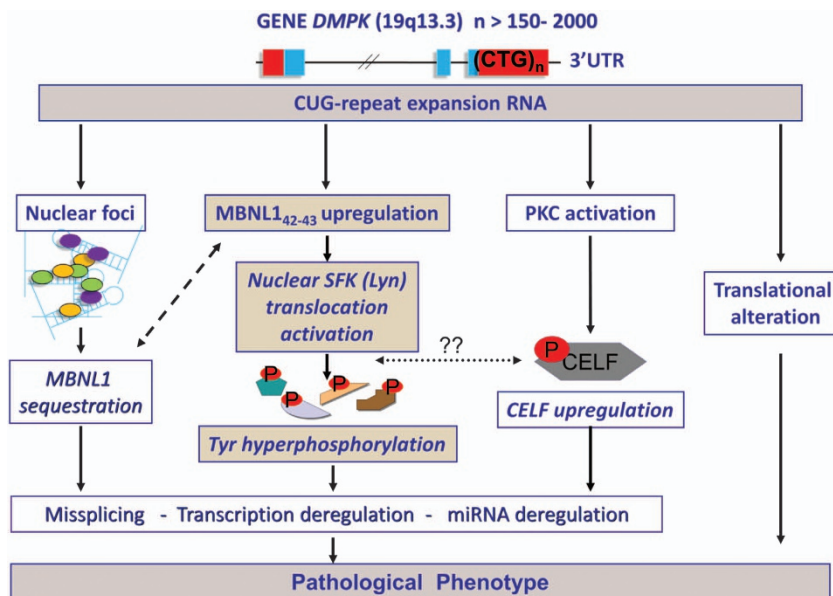 GENE DMPK (19q13.3) n > 150- 2000
(CTG)n 3'UTR
CUG-repeat expansion RNA
Nuclear foci
MBNL1
sequestration
MBNL142-43 upregulation
Nuclear SFK (Lyn)
translocation
activation
P
P
P
P
Tyr hyperphosphorylation
??
PKC activation
P
CELF
CELF upregulation
Translational
alteration
Missplicing - Transcription deregulation - miRNA deregulation
Pathological Phenotype